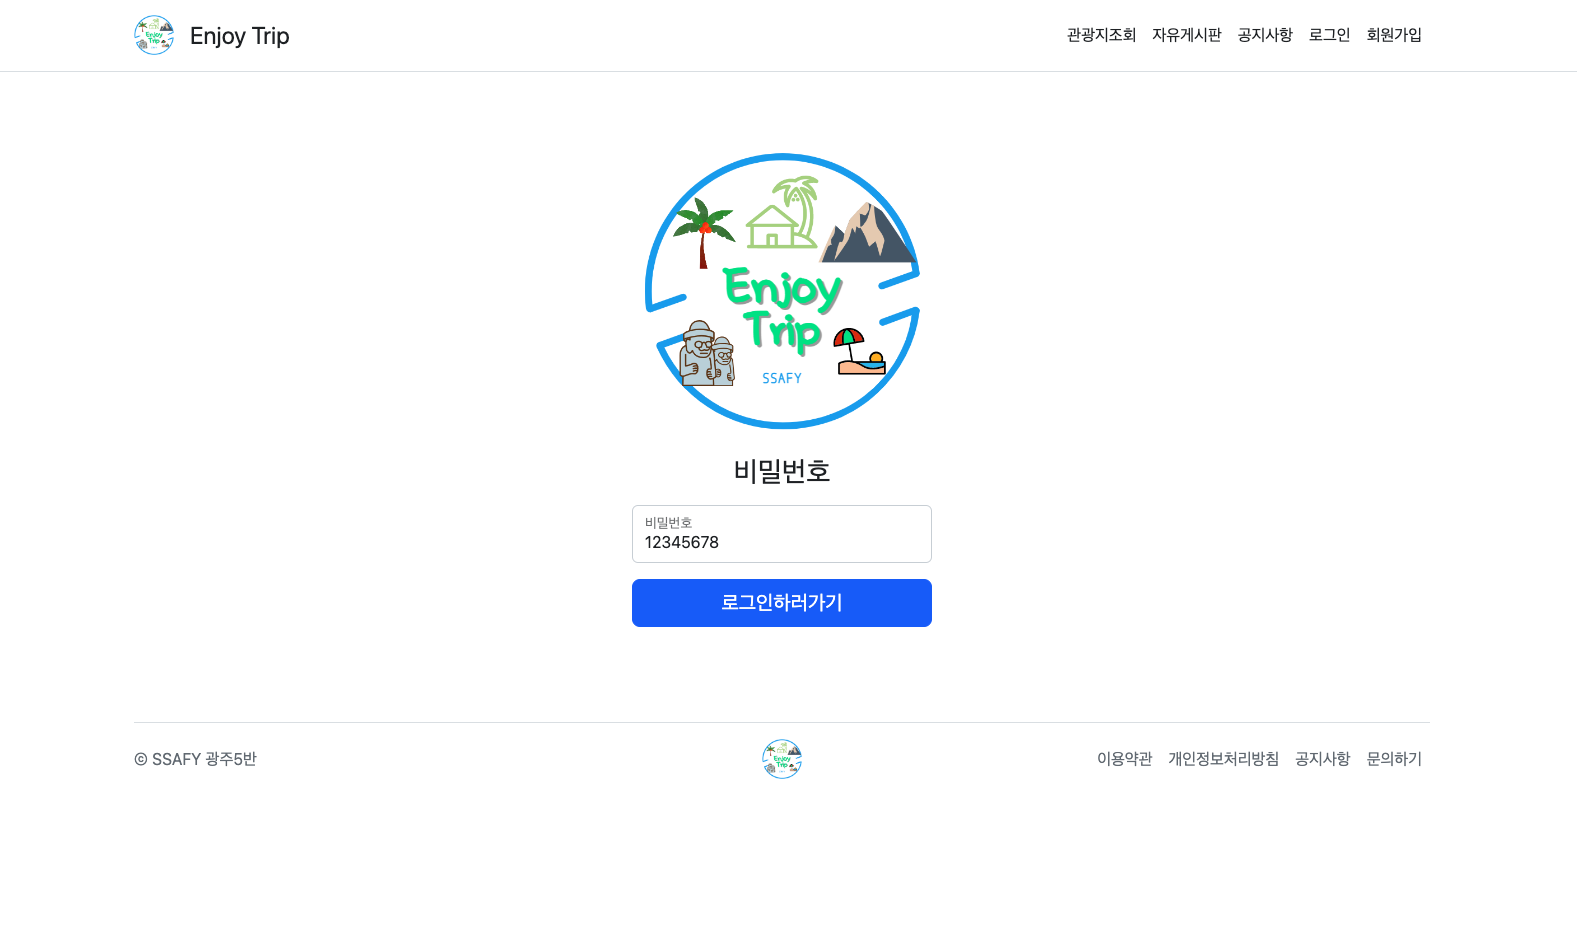 Enjoy Trip
관광지조회 자유게시판 공지사항 로그인 회원가입
Enjoy
Trip
SSAFY
비밀번호
비밀번호
12345678
로그인하러가기
© SSAFY 광주5반
Enjoy
Trip
이용약관 개인정보처리방침 공지사항 문의하기